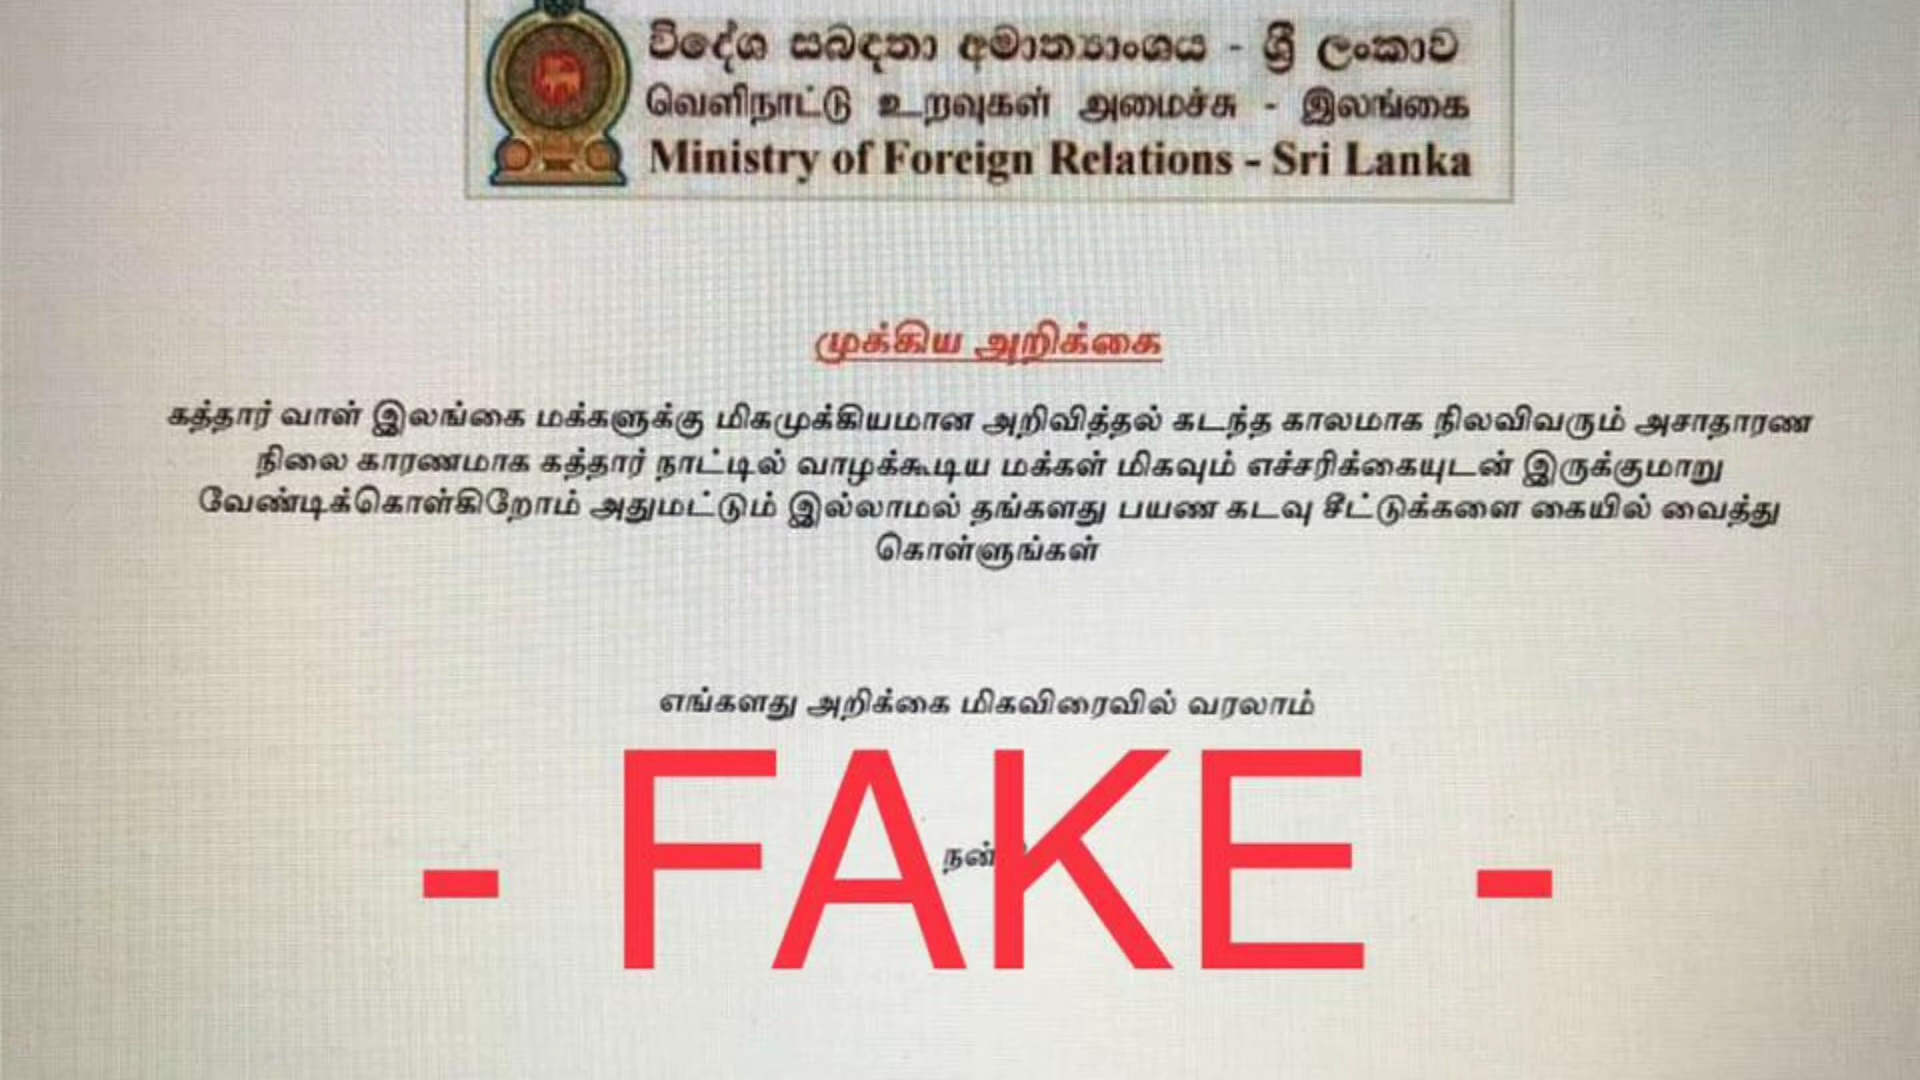 විදේශ සබඳතා අමාත්‍යාංශය - ශ්‍රී ලංකාව
வெளிநாட்டு உறவுகள் அமைச்சு - இலங்கை
Ministry of Foreign Relations - Sri Lanka
முக்கிய அறிக்கை
கத்தார் வாள் இலங்கை மக்களுக்கு மிகமுக்கியமான அறிவித்தல் கடந்த காலமாக நிலவிவரும் அசாதாரண
நிலை காரணமாக கத்தார் நாட்டில் வாழக்கூடிய மக்கள் மிகவும் எச்சரிக்கையுடன் இருக்குமாறு
வேண்டிக்கொள்கிறோம் அதுமட்டும் இல்லாமல் தங்களது பயண கடவு சீட்டுக்களை கையில் வைத்து
கொள்ளுங்கள்
எங்களது அறிக்கை மிகவிரைவில் வரலாம்
- FAKE -